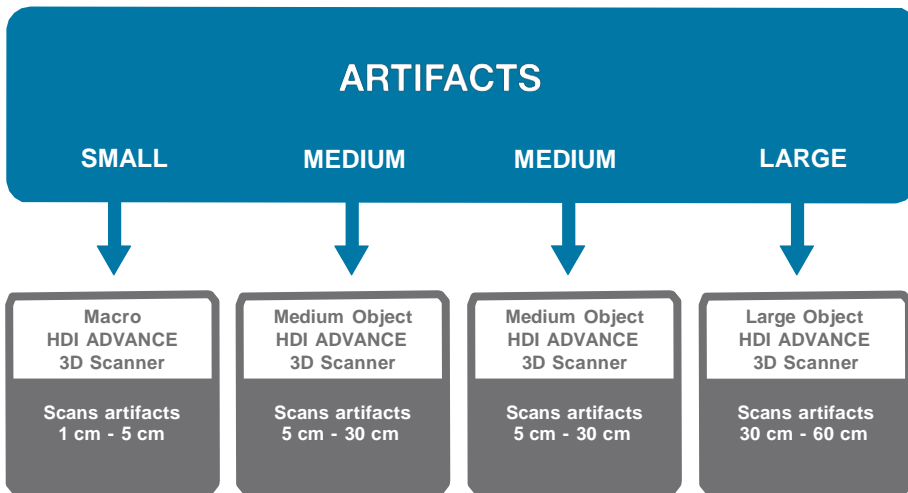 ARTIFACTS
SMALL
MEDIUM
MEDIUM
LARGE
Macro
HDI ADVANCE
3D Scanner
Scans artifacts
1 cm - 5 cm
Medium Object
HDI ADVANCE
3D Scanner
Scans artifacts
5 cm - 30 cm
Medium Object
HDI ADVANCE
3D Scanner
Scans artifacts
5 cm - 30 cm
Large Object
HDI ADVANCE
3D Scanner
Scans artifacts
30 cm - 60 cm